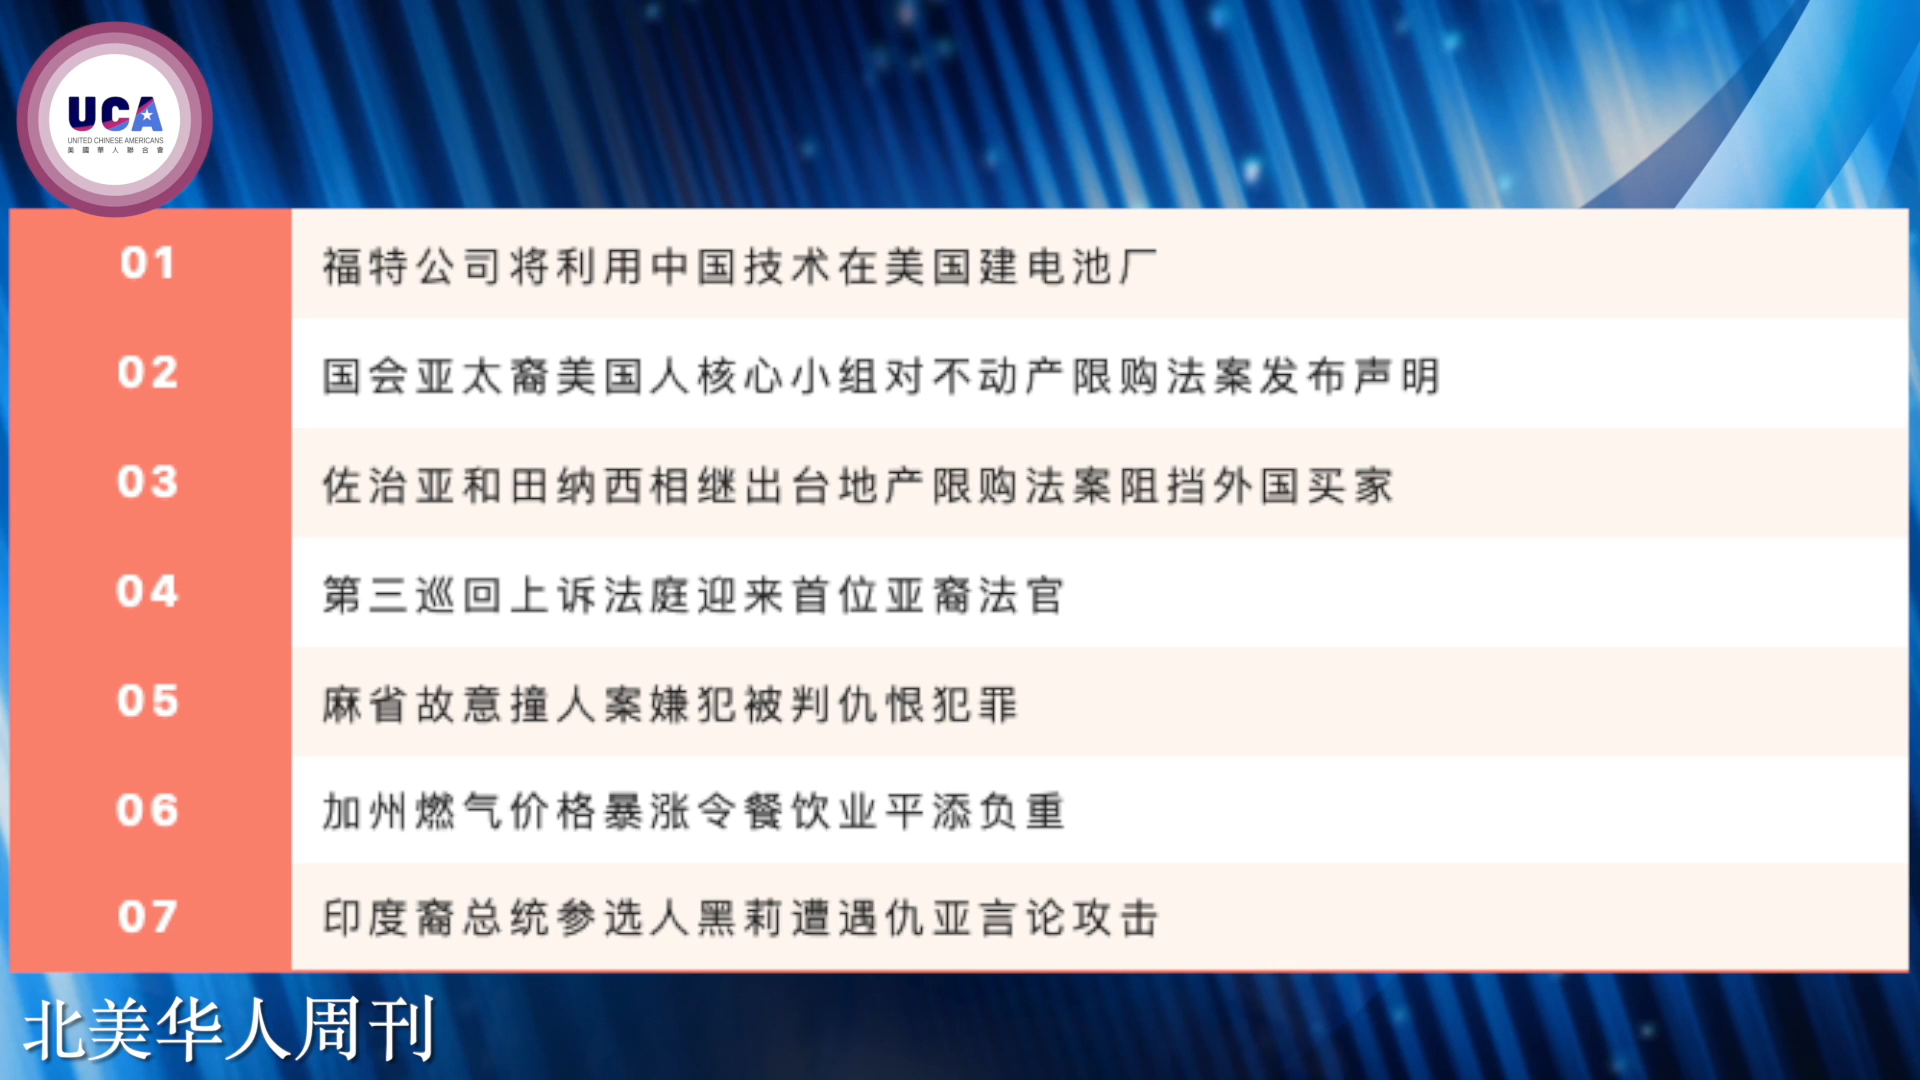 UCA
UNITED CHINESE AMERICANS
美國華人聯合會
01 福特公司将利用中国技术在美国建电池厂
02 国会亚太裔美国人核心小组对不动产限购法案发布声明
03 佐治亚和田纳西相继出台地产限购法案阻挡外国买家
04 第三巡回上诉法庭迎来首位亚裔法官
05 麻省故意撞人案嫌犯被判仇恨犯罪
06 加州燃气价格暴涨令餐饮业平添负重
07 印度裔总统参选人黑莉遭遇仇亚言论攻击
北美华人周刊